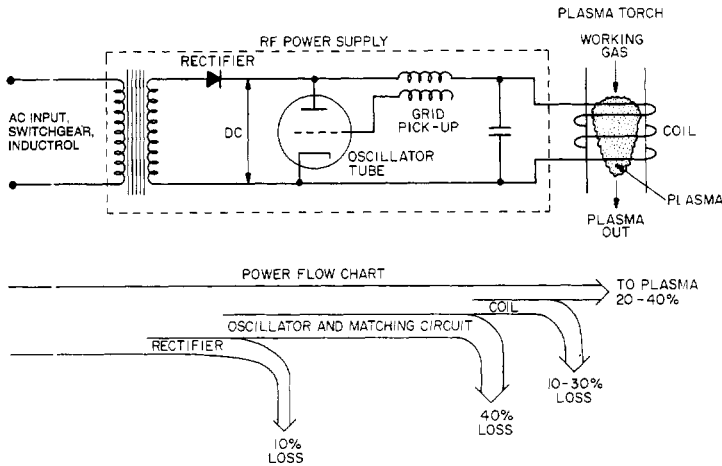 PLASMA TORCH
WORKING
GAS
RF POWER SUPPLY
RECTIFIER
AC INPUT,
SWITCHGEAR,
INDUCTROL
DC
GRID
PICK-UP
OSCILLATOR
TUBE
COIL
PLASMA
PLASMA
OUT
POWER FLOW CHART
TO PLASMA
20-40%
COIL
OSCILLATOR AND MATCHING CIRCUIT
RECTIFIER
10-30%
LOSS
40%
LOSS
10%
LOSS